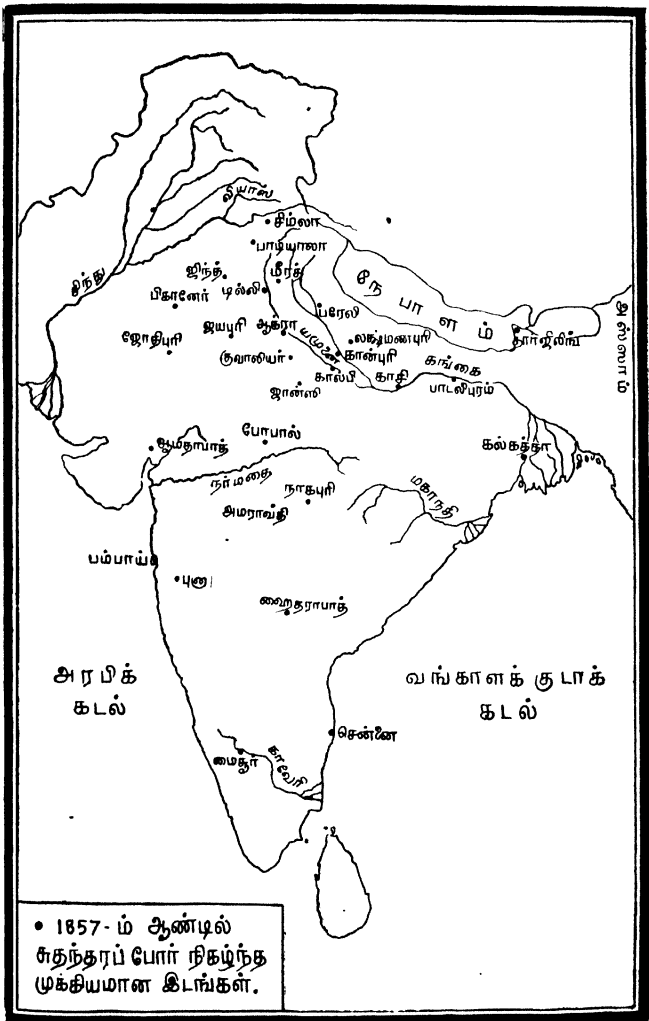 பியாஸ்
சிம்லா
பாடியாலா
சிந்து
ஜிந்த்
மீரத்
பிகானேர்
டில்லி
நேபாளம்
அஸ்ஸாம்
பரேலி
ஜோதிபுரி
ஜயபுரி
ஆக்ரா
யமுனை
லக்ஷ்மணபுரி
தார்ஜிலிங்
குவாலியர்
கான்புரி
கங்கை
கால்பீ
காசி
பாடலிபுரம்
ஜான்ஸி
போபால்
ஆமிதாபாத்
கல்கத்தா
நர்மதை
நாகபுரி
மகாநதி
அமராவதி
பம்பாய்
புனா
ஹைதராபாத்
அரபிக்
கடல்
வங்காளக் குடாக்
கடல்
சென்னை
மைசூர்
காவேரி
• 1857-ம் ஆண்டில்
சுதந்தரப் போர் நிகழ்ந்த
முக்கியமான இடங்கள்.